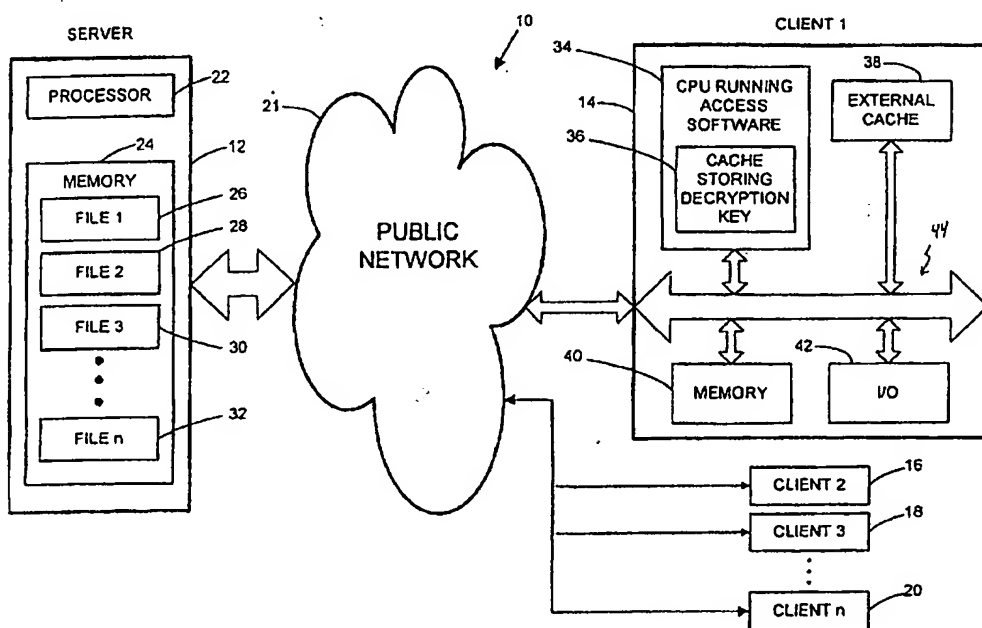 SERVER
PROCESSOR
22
24
12
MEMORY
FILE 1
26
28
FILE 2
FILE 3
30
FILE n
32
21
PUBLIC
NETWORK
10
CLIENT 1
34
14
CPU RUNNING
ACCESS
SOFTWARE
36
CACHE
STORING
DECRYPTION
KEY
38
EXTERNAL
CACHE
44
40
MEMORY
42
I/O
CLIENT 2
16
CLIENT 3
18
CLIENT n
20